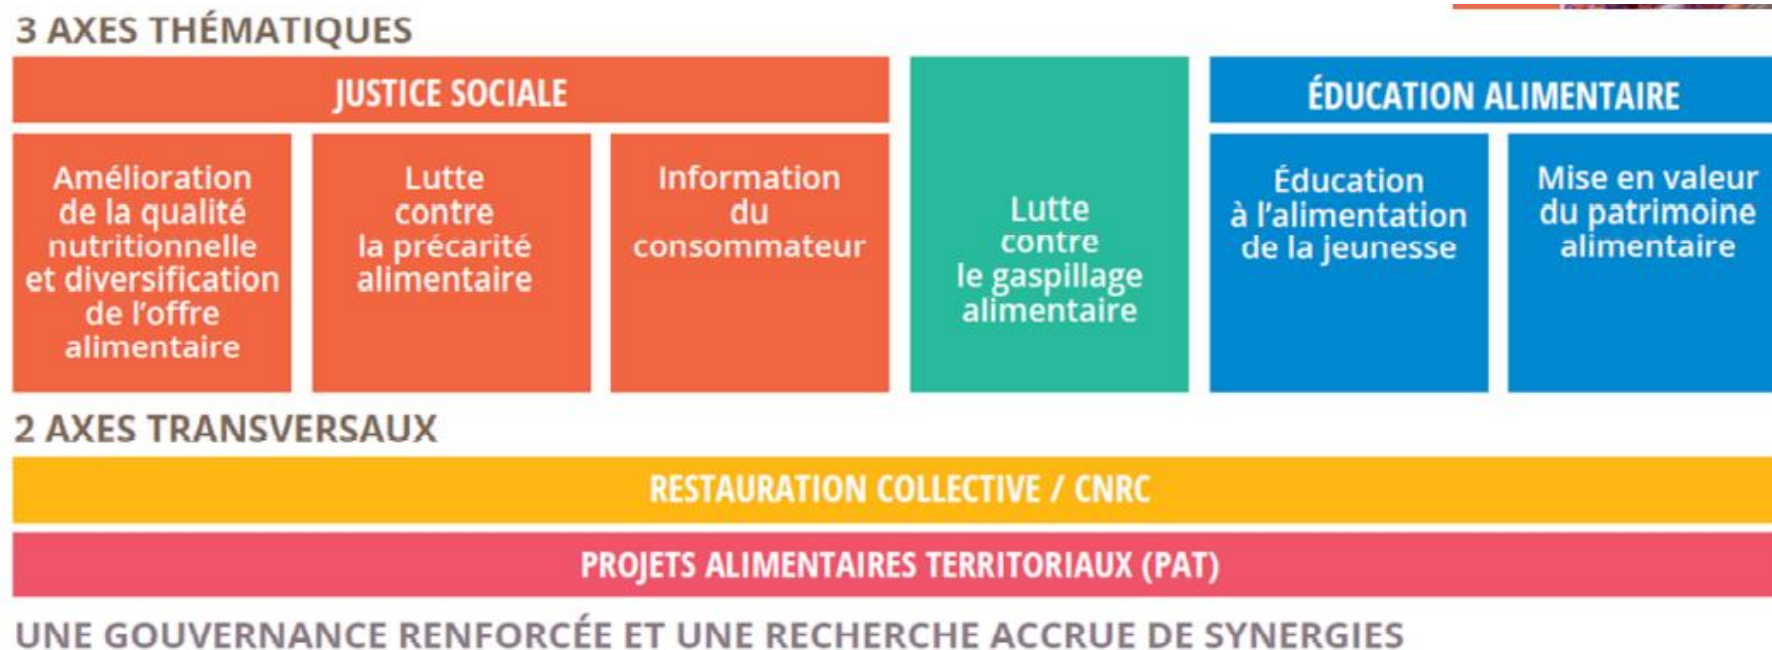 3 AXES THÉMATIQUES
JUSTICE SOCIALE
Amélioration
de la qualité
nutritionnelle
et diversification
de l'offre
alimentaire
Lutte
contre
la précarité
alimentaire
Information
du
consommateur
Lutte
contre
le gaspillage
alimentaire
ÉDUCATION ALIMENTAIRE
Éducation
à l'alimentation
de la jeunesse
Mise en valeur
du patrimoine
alimentaire
2 AXES TRANSVERSAUX
RESTAURATION COLLECTIVE / CNRC
PROJETS ALIMENTAIRES TERRITORIAUX (PAT)
UNE GOUVERNANCE RENFORCÉE ET UNE RECHERCHE ACCRUE DE SYNERGIES